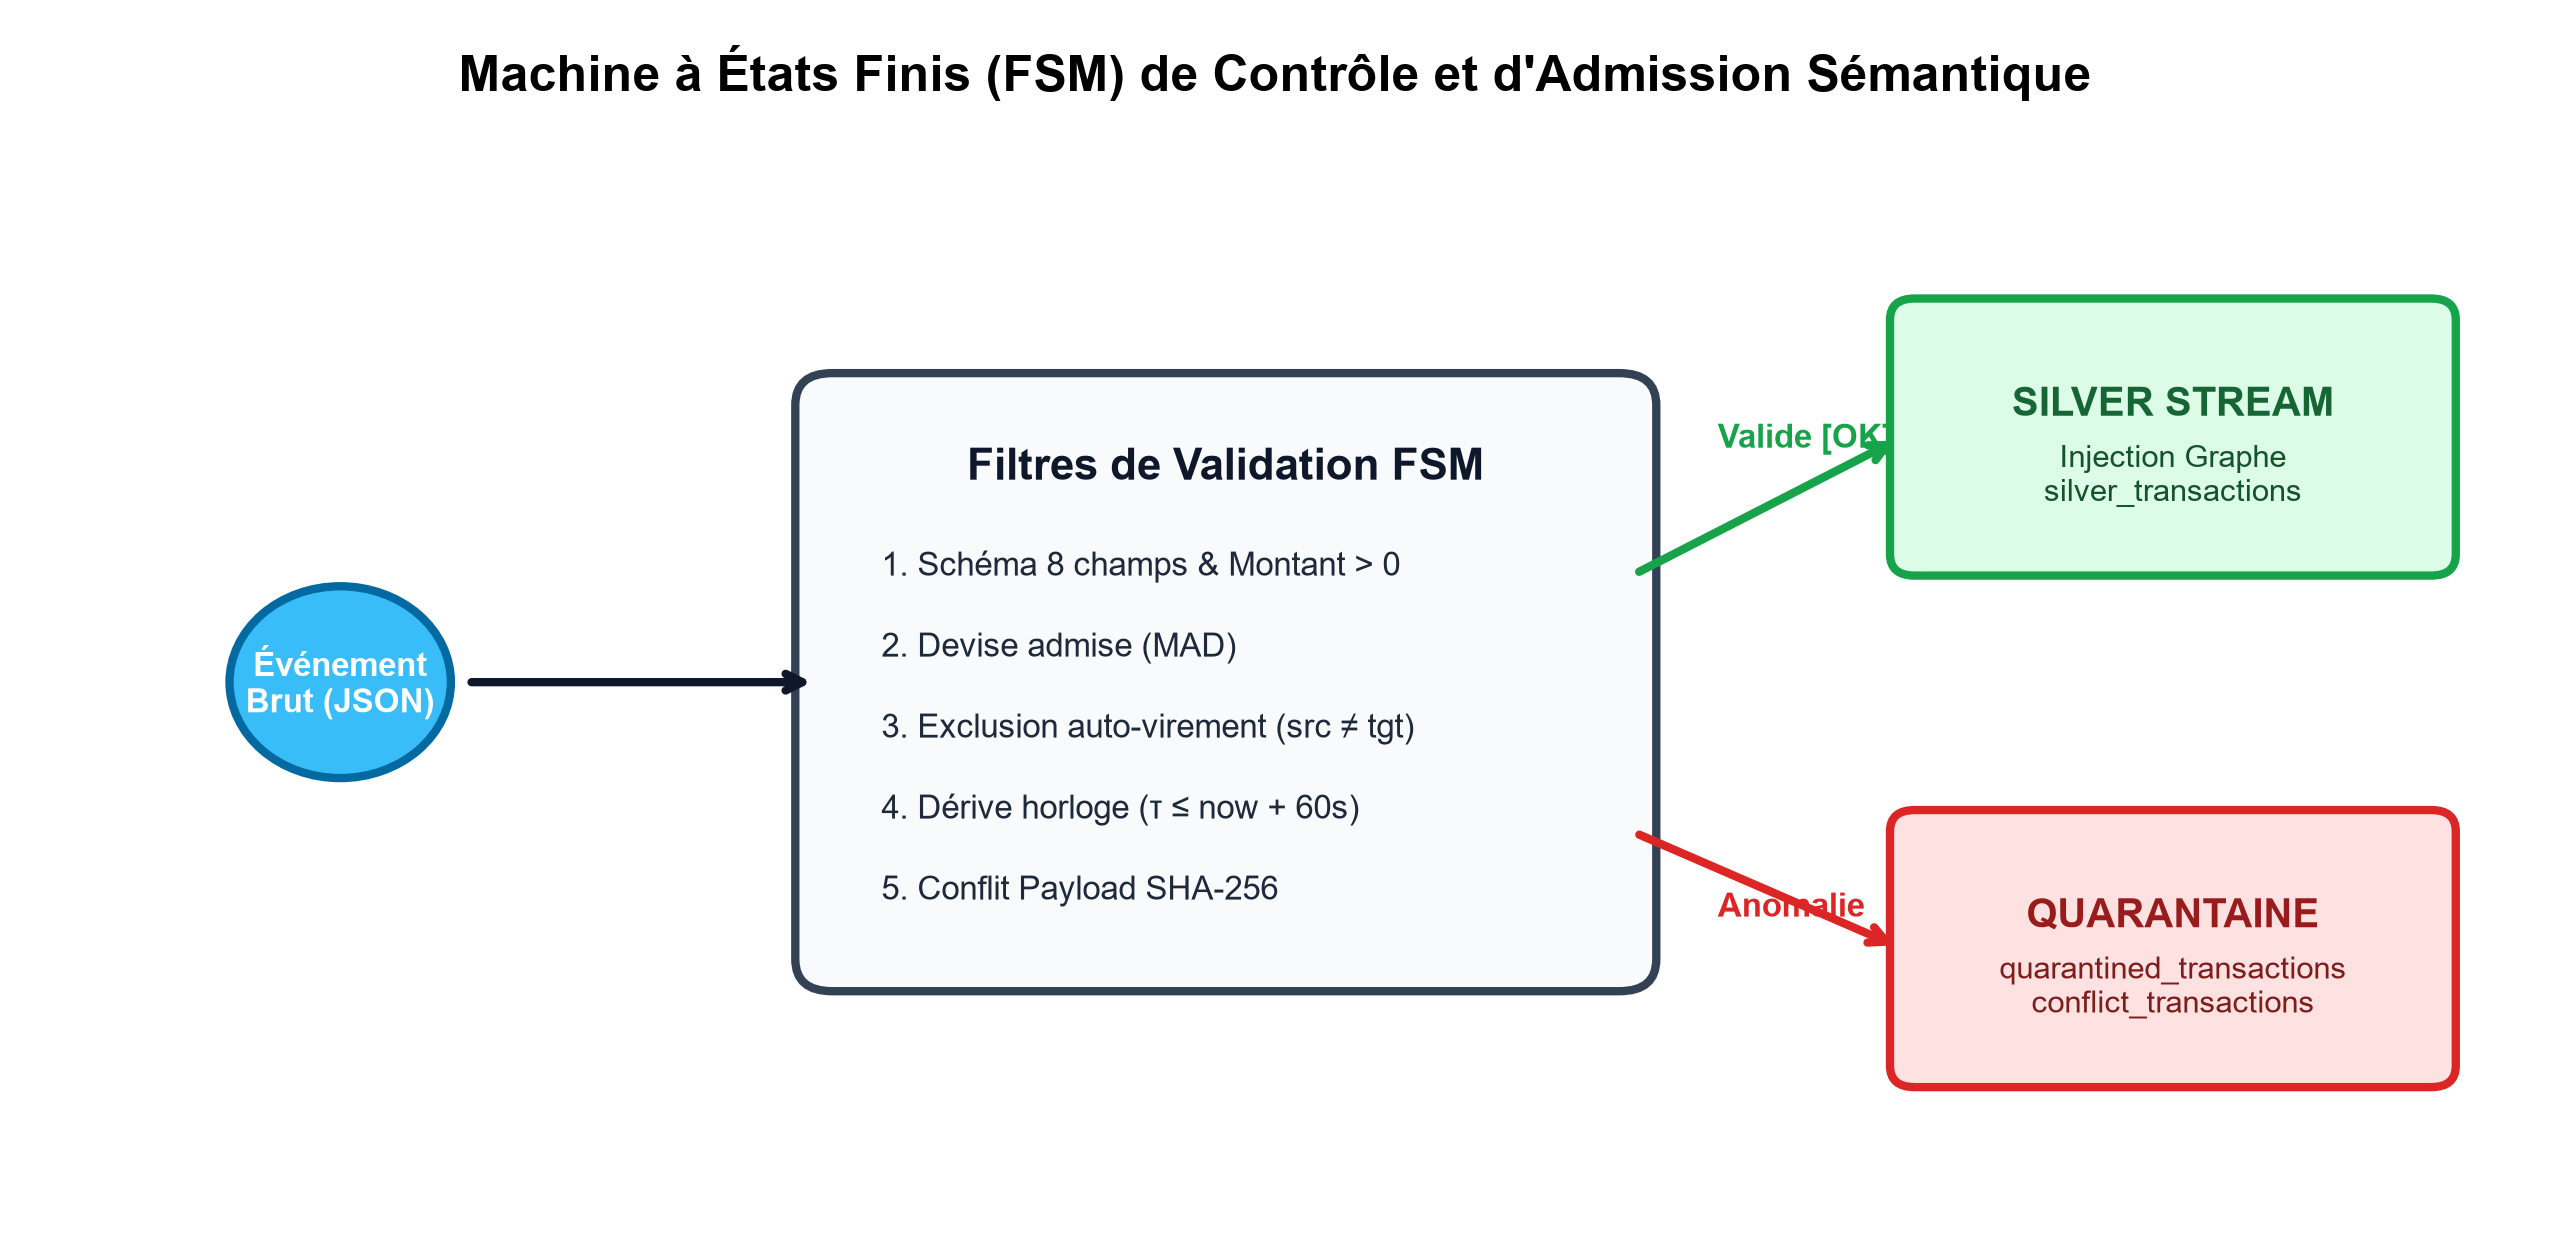 Machine à États Finis (FSM) de Contrôle et d'Admission Sémantique
Événement
Brut (JSON)
Filtres de Validation FSM
1. Schéma 8 champs & Montant > 0
2. Devise admise (MAD)
3. Exclusion auto-virement (src ≠ tgt)
4. Dérive horloge (τ ≤ now + 60s)
5. Conflit Payload SHA-256
Valide [OK
SILVER STREAM
Injection Graphe
silver_transactions
Anomalie
QUARANTAINE
quarantined_transactions
conflict_transactions